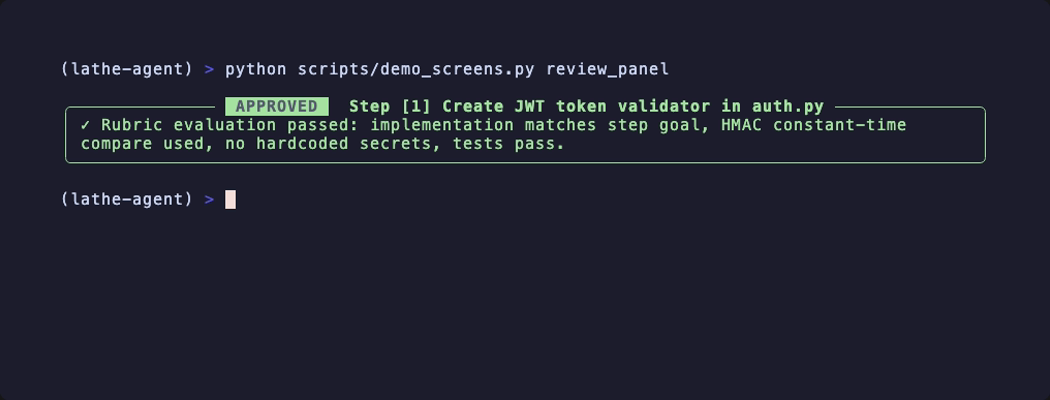 (lathe-agent) > python scripts/demo_screens.py review_panel
APPROVED Step [1] Create JWT token validator in auth.py
✓ Rubric evaluation passed: implementation matches step goal, HMAC constant-time
compare used, no hardcoded secrets, tests pass.
(lathe-agent) >